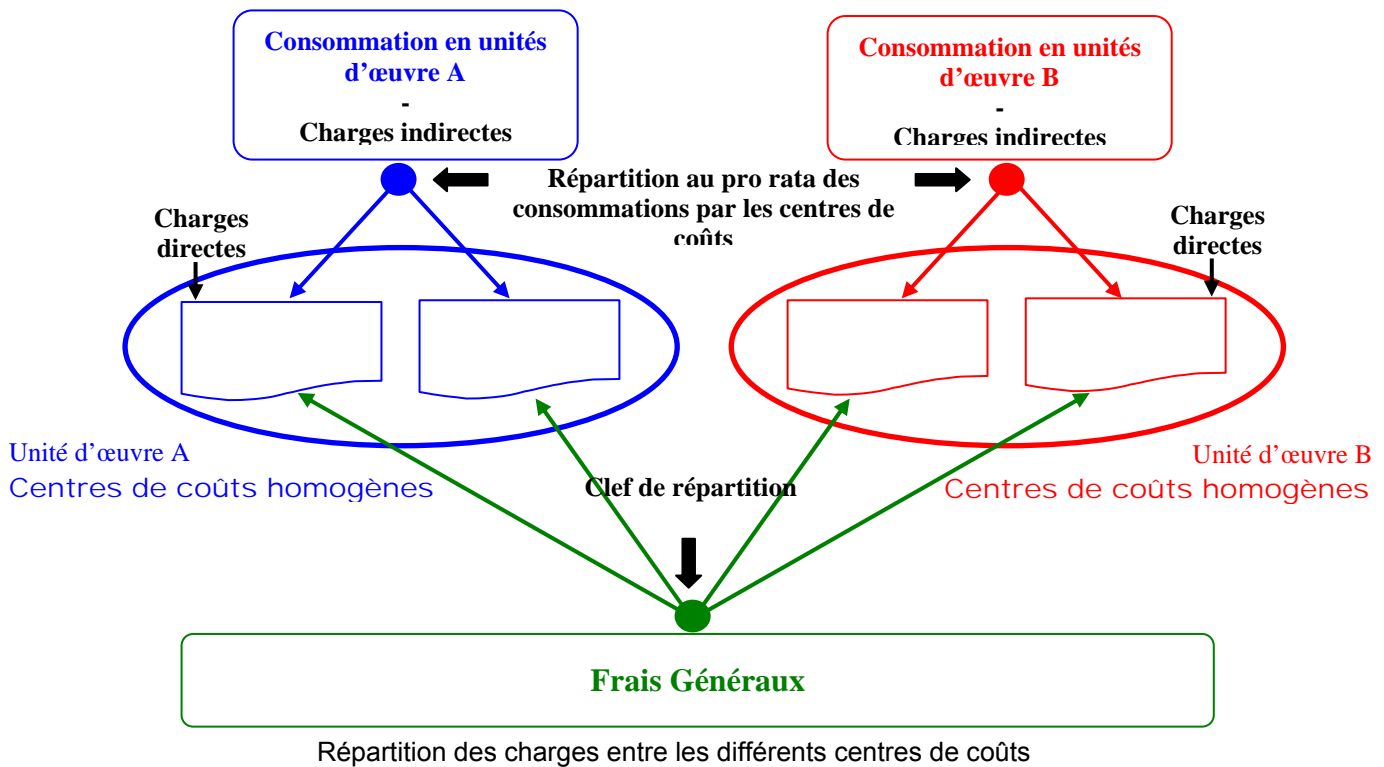 Consommation en unités
d'œuvre A
-
Charges indirectes
Consommation en unités
d'œuvre B
-
Charges indirectes
Répartition au pro rata des
consommations par les centres de
coûts
Charges
directes
Charges
directes
Unité d'œuvre A
Centres de coûts homogènes
Unité d'œuvre B
Centres de coûts homogènes
Clef de répartition
Frais Généraux
Répartition des charges entre les différents centres de coûts